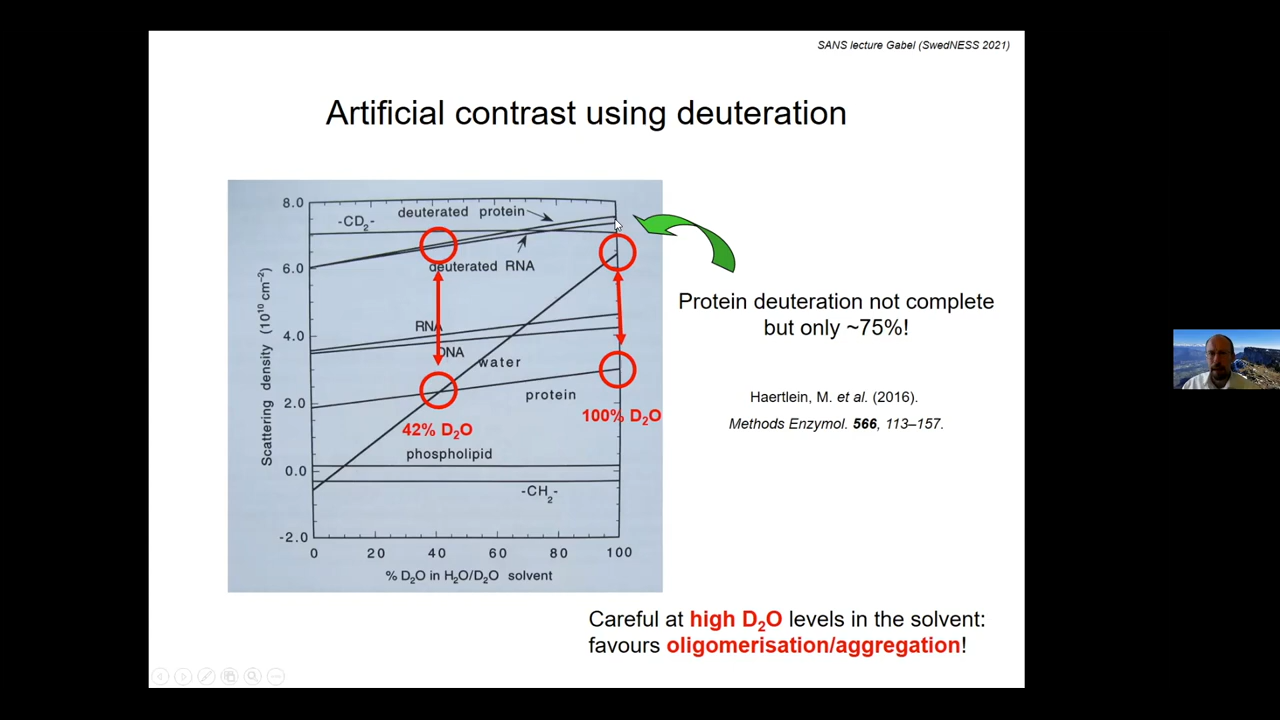 SANS lecture Gabel (SwedNESS 2021)
Artificial contrast using deuteration
8.0
6.0
4.0
2.0
0.0
-2.0
Scattering density (10¹⁰ cm⁻²)
-CD₂-
deuterated protein
deuterated RNA
RNA
DNA
water
protein
42% D₂O
100% D₂O
phospholipid
-CH₂-
0 20 40 60 80 100
% D₂O in H₂O/D₂O solvent
Protein deuteration not complete
but only ~75%!
Haertlein, M. et al. (2016).
Methods Enzymol. 566, 113–157.
Careful at high D₂O levels in the solvent:
favours oligomerisation/aggregation!